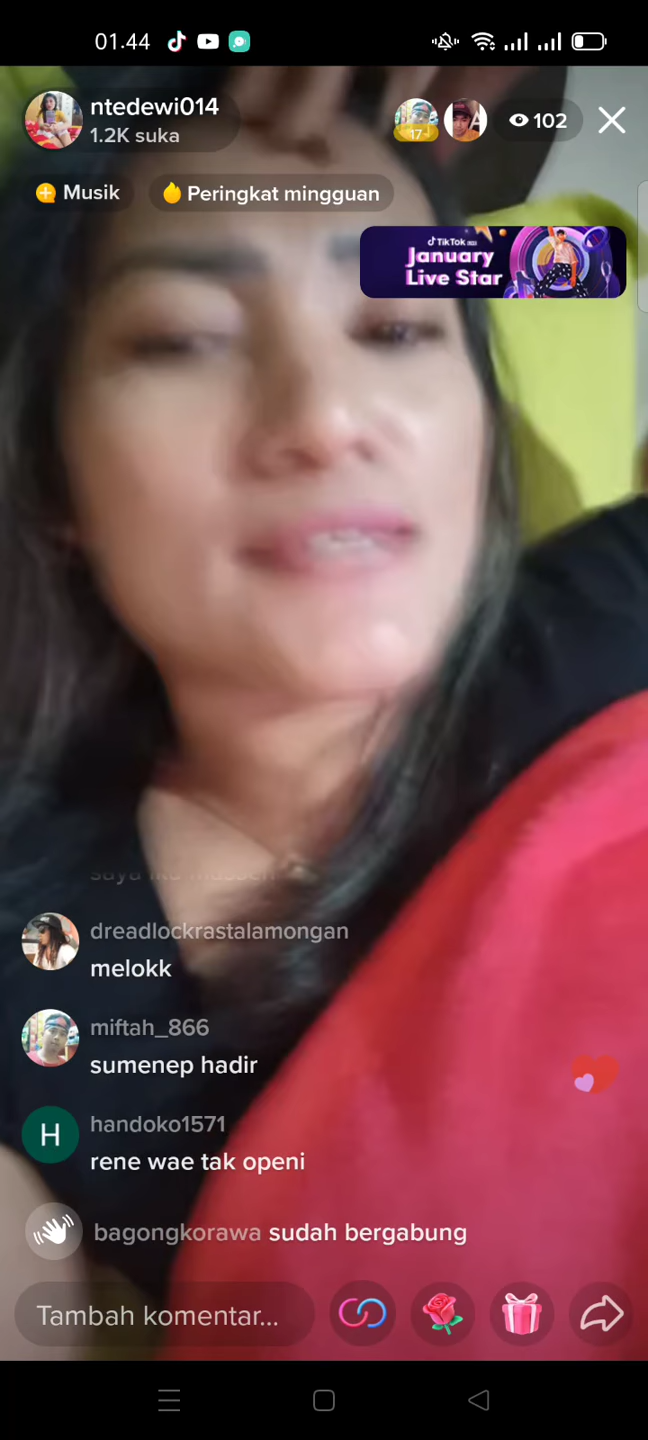 01.44
ntedewi014
1.2K suka
17
102
Musik
Peringkat mingguan
TikTok
January
Live Star
dreadlockrastalamongan
melokk
miftah_866
sumenep hadir
H
handoko1571
rene wae tak openi
bagongkorawa sudah bergabung
Tambah komentar...